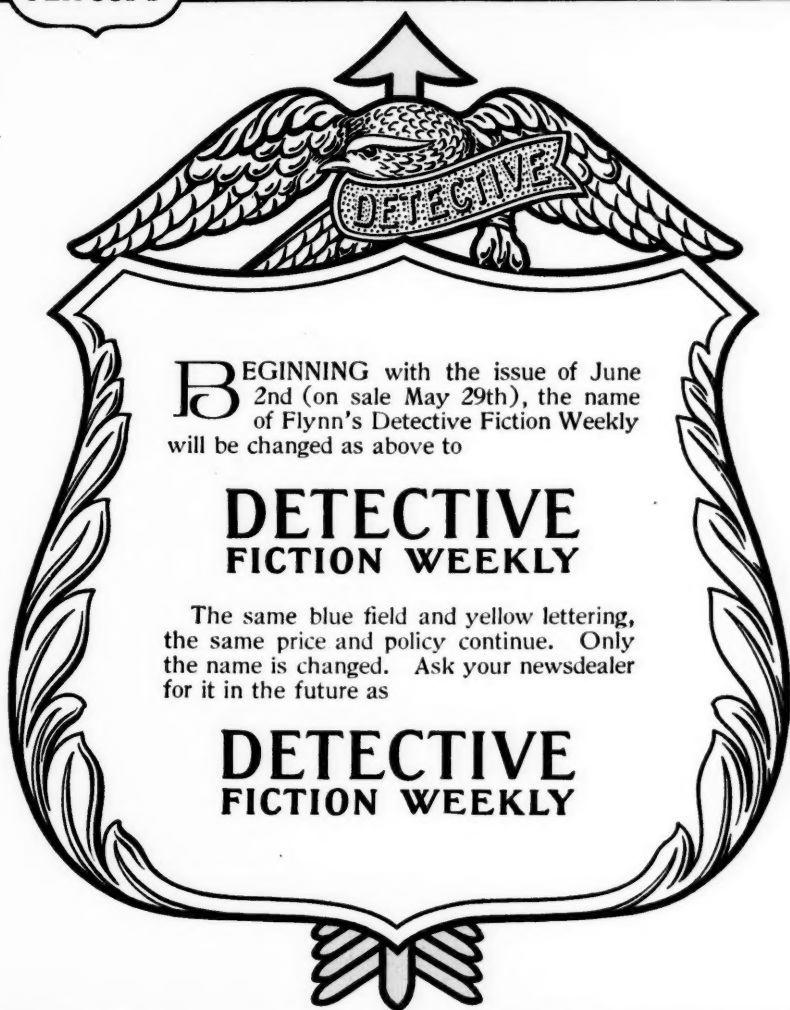 DETECTIVE
BEGINNING with the issue of June
2nd (on sale May 29th), the name
of Flynn's Detective Fiction Weekly
will be changed as above to
DETECTIVE
FICTION WEEKLY
The same blue field and yellow lettering,
the same price and policy continue. Only
the name is changed. Ask your newsdealer
for it in the future as
DETECTIVE
FICTION WEEKLY